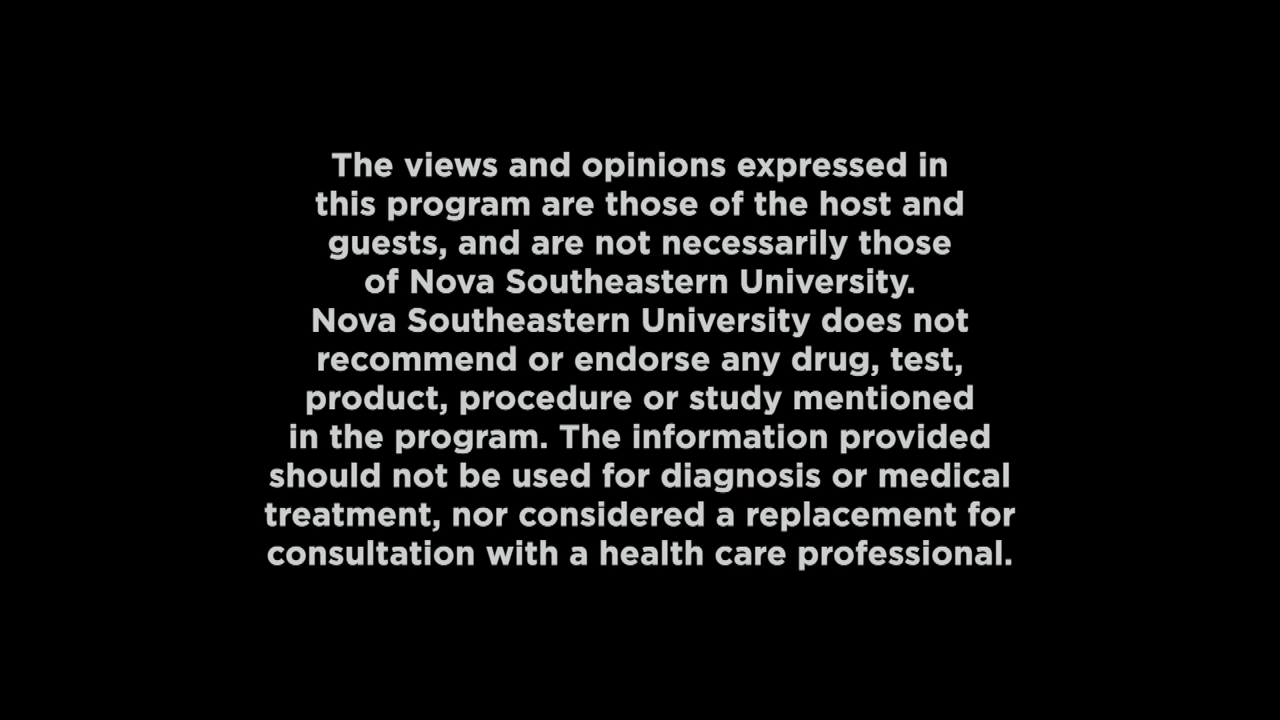 The views and opinions expressed in
this program are those of the host and
guests, and are not necessarily those
of Nova Southeastern University.
Nova Southeastern University does not
recommend or endorse any drug, test,
product, procedure or study mentioned
in the program. The information provided
should not be used for diagnosis or medical
treatment, nor considered a replacement for
consultation with a health care professional.